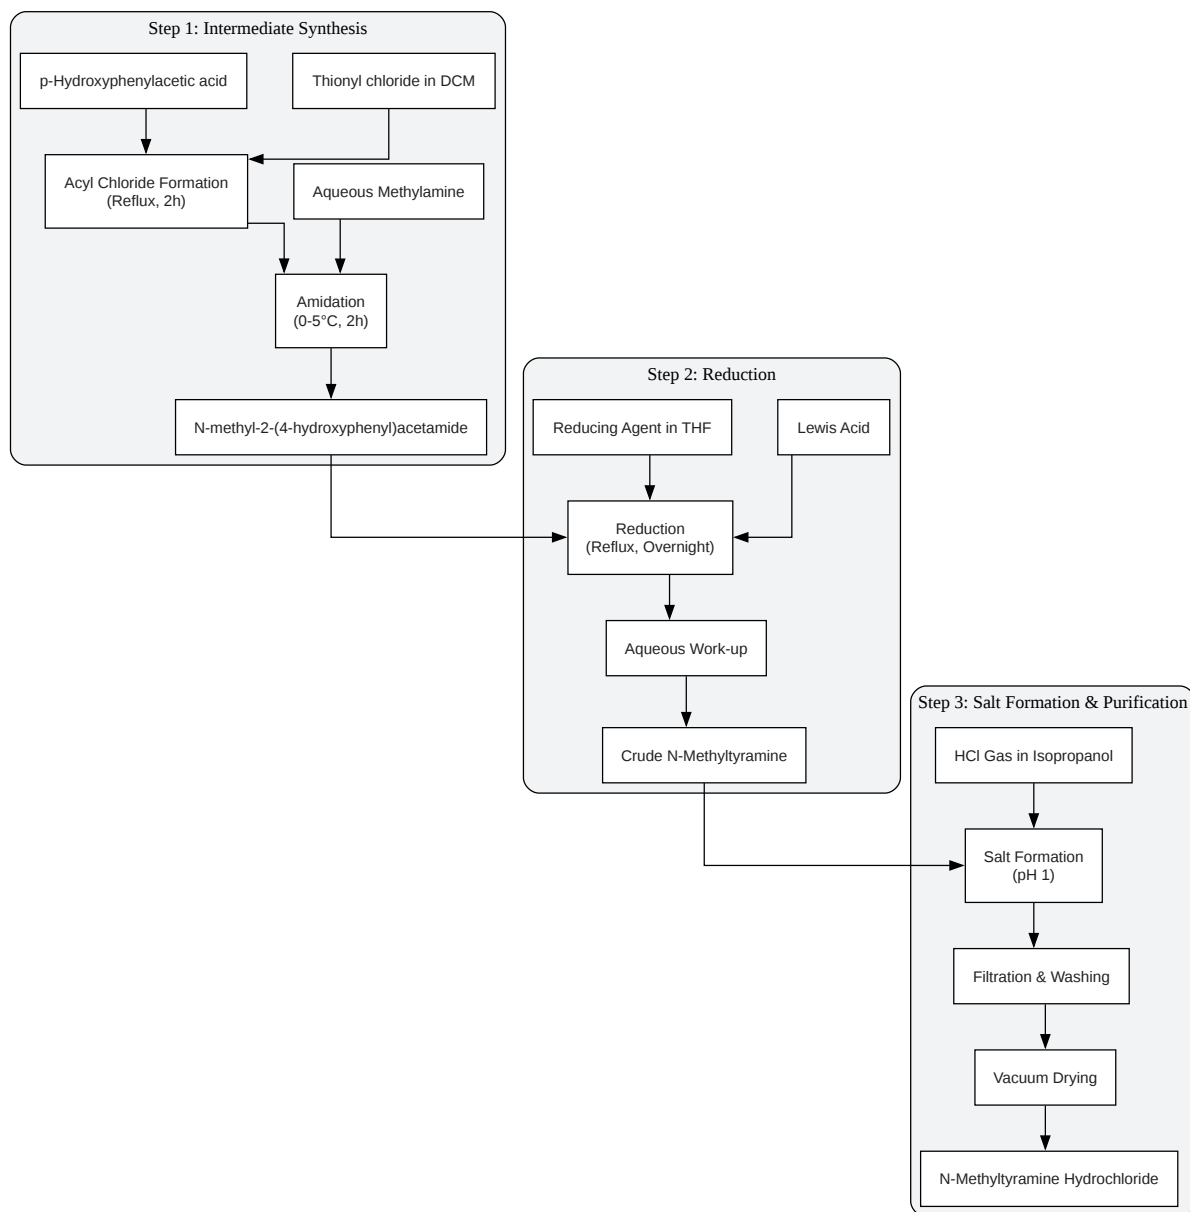 Step 1: Intermediate Synthesis
p-Hydroxyphenylacetic acid
Thionyl chloride in DCM
Acyl Chloride Formation
(Reflux, 2h)
Aqueous Methylamine
Amidation
(0-5°C, 2h)
N-methyl-2-(4-hydroxyphenyl)acetamide
Step 2: Reduction
Reducing Agent in THF
Lewis Acid
Reduction
(Reflux, Overnight)
Aqueous Work-up
Crude N-Methyltyramine
Step 3: Salt Formation & Purification
HCl Gas in Isopropanol
Salt Formation
(pH 1)
Filtration & Washing
Vacuum Drying
N-Methyltyramine Hydrochloride